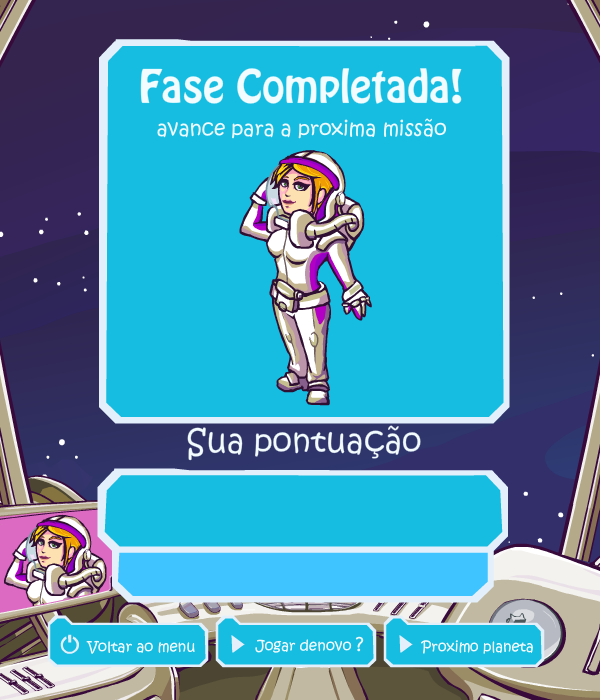 Fase Completada!
avance para a proxima missão
Sua pontuação
Voltar ao menu
Jogar denovo ?
Proximo planeta